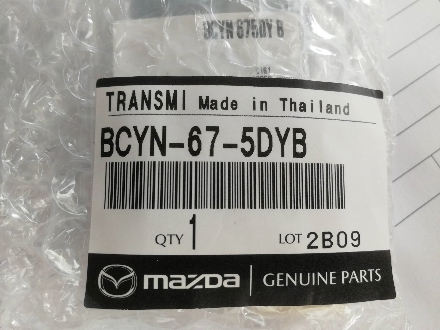 BCYN 675DY B
TRANSMI Made in Thailand
BCYN-67-5DYB
QTY 1 LOT 2B09
mazda GENUINE PARTS